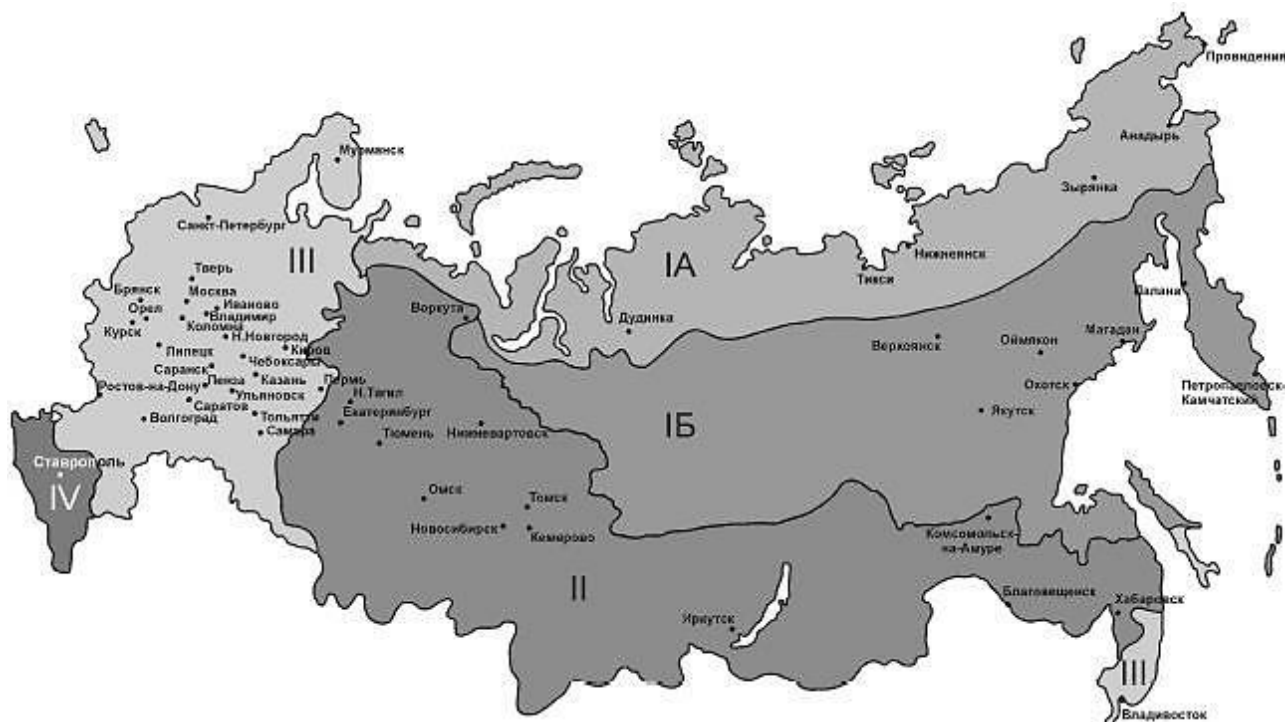 Провидения
Анадырь
Мурманск
Зырянка
Санкт-Петербург
III
IA
Нижнеянск
Тикси
Тверь
Брянск
Москва
Иваново
Орел
Владимир
Курск
Коломна
Воркута
Дудинка
Палана
Н.Новгород
Магадан
Липецк
Киров
Верхоянск
Оймякон
Чебоксары
Саранск
Казань
Пермь
Охотск
Петропавловск-
Камчатский
Ростов-на-Дону
Пенза
Ульяновск
Н.Тагил
Саратов
Екатеринбург
Якутск
Волгоград
Тольятти
IБ
Самара
Тюмень
Нижневартовск
Ставрополь
IV
Омск
Томск
Новосибирск
Кемерово
Комсомольск-
на-Амуре
II
Благовещенск
Хабаровск
Иркутск
III
Владивосток